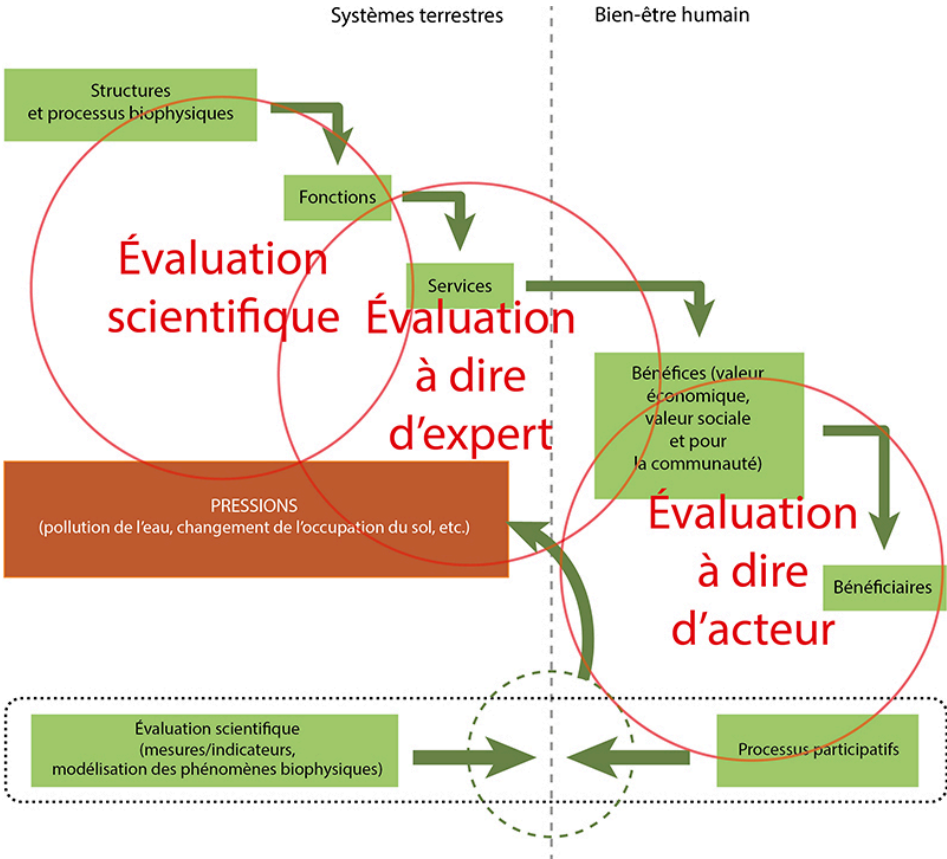 Systèmes terrestres
Bien-être humain
Structures
et processus biophysiques
Fonctions
Évaluation
scientifique
Services
Évaluation
à dire
d'expert
Bénéfices (valeur
économique,
valeur sociale
et pour
la communauté)
PRESSIONS
(pollution de l'eau, changement de l'occupation du sol, etc.)
Évaluation
à dire
d'acteur
Bénéficiaires
Évaluation scientifique
(mesures/indicateurs,
modélisation des phénomènes biophysiques)
Processus participatifs